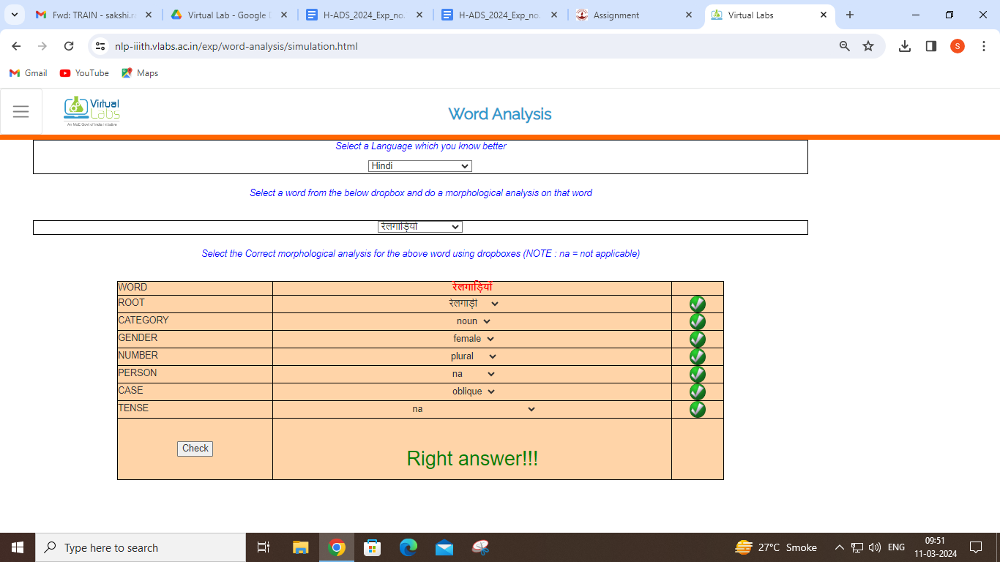 Fwd: TRAIN - sakshi.r
Virtual Lab - Google
H-ADS_2024_Exp_no.
H-ADS_2024_Exp_no.
Assignment
Virtual Labs
nlp-iiith.vlabs.ac.in/exp/word-analysis/simulation.html
S
Gmail
YouTube
Maps
Virtual
Labs
An MoE Govt of India Initiative
Word Analysis
Select a Language which you know better
Hindi
Select a word from the below dropbox and do a morphological analysis on that word
रेलगाड़ियों
Select the Correct morphological analysis for the above word using dropboxes (NOTE : na = not applicable)
WORD रेलगाड़ियों
ROOT रेलगाड़ी
CATEGORY noun
GENDER female
NUMBER plural
PERSON na
CASE oblique
TENSE na
Check
Right answer!!!
Type here to search
27°C Smoke
ENG
09:51
11-03-2024